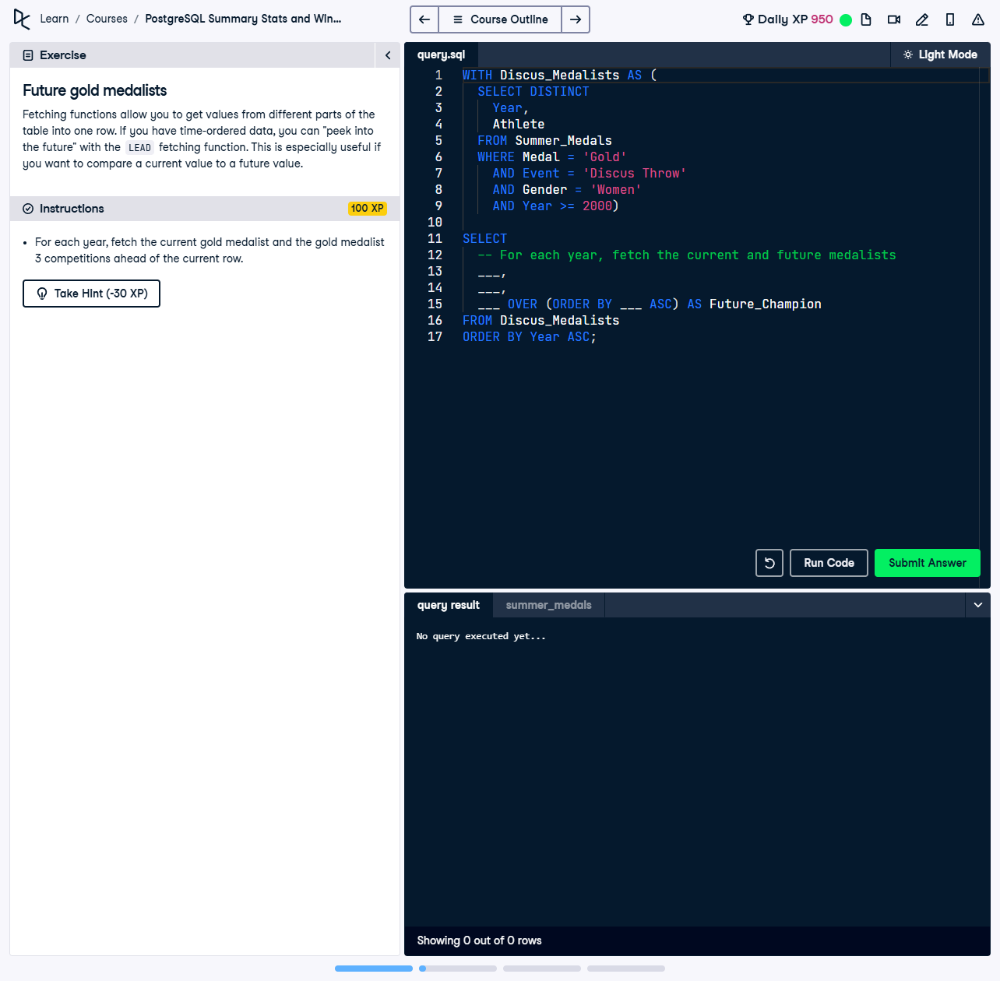 Learn / Courses / PostgreSQL Summary Stats and Win...
Course Outline
Daily XP 950
Exercise
Future gold medalists
Fetching functions allow you to get values from different parts of the
table into one row. If you have time-ordered data, you can "peek into
the future" with the LEAD fetching function. This is especially useful if
you want to compare a current value to a future value.
Instructions
100 XP
• For each year, fetch the current gold medalist and the gold medalist
3 competitions ahead of the current row.
Take Hint (-30 XP)
query.sql
Light Mode
1 WITH Discus_Medalists AS (
2 SELECT DISTINCT
3 Year,
4 Athlete
5 FROM Summer_Medals
6 WHERE Medal = 'Gold'
7 AND Event = 'Discus Throw'
8 AND Gender = 'Women'
9 AND Year >= 2000)
10
11 SELECT
12 -- For each year, fetch the current and future medalists
13 ___,
14 ___,
15 ___ OVER (ORDER BY ___ ASC) AS Future_Champion
16 FROM Discus_Medalists
17 ORDER BY Year ASC;
Run Code
Submit Answer
query result
summer_medals
No query executed yet...
Showing 0 out of 0 rows